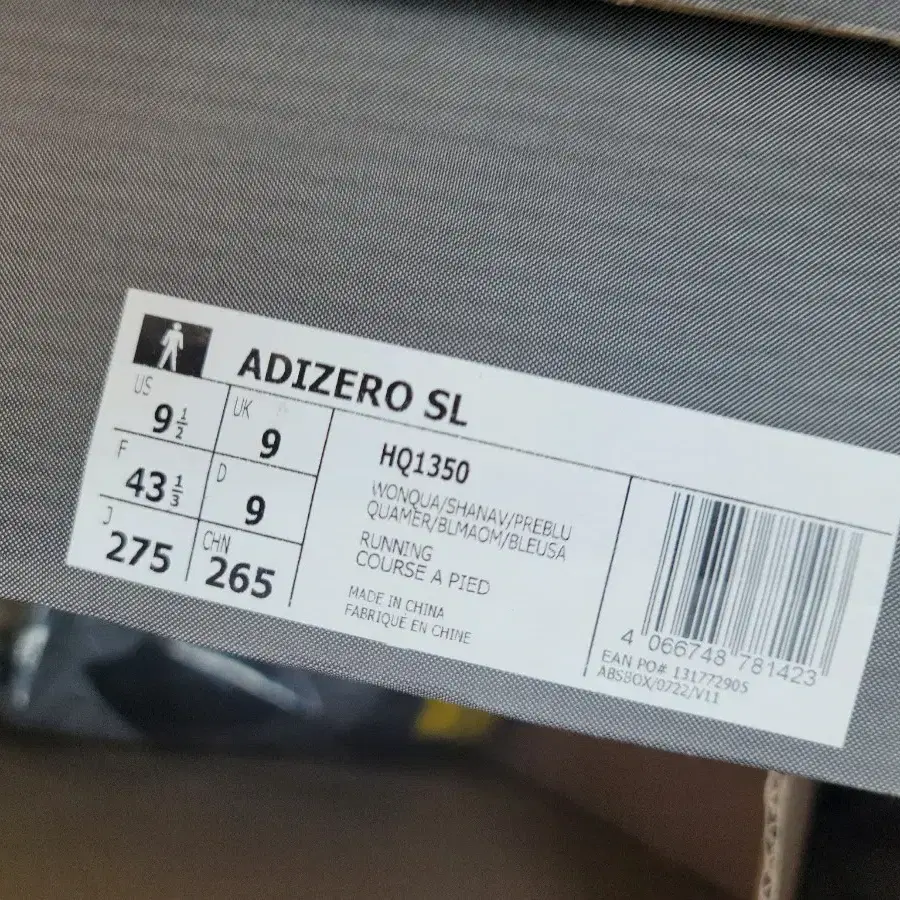 ADIZERO SL
US
9 1/2
UK
9
F
43 1/3
D
9
J
275
CHN
265
HQ1350
WONQUA/SHANAV/PREBLU
QUAMER/BLMAOM/BLEUSA
RUNNING
COURSE A PIED
MADE IN CHINA
FABRIQUE EN CHINE
4 066748 781423
EAN PO# 131772905
ABSBOX/0722/V11